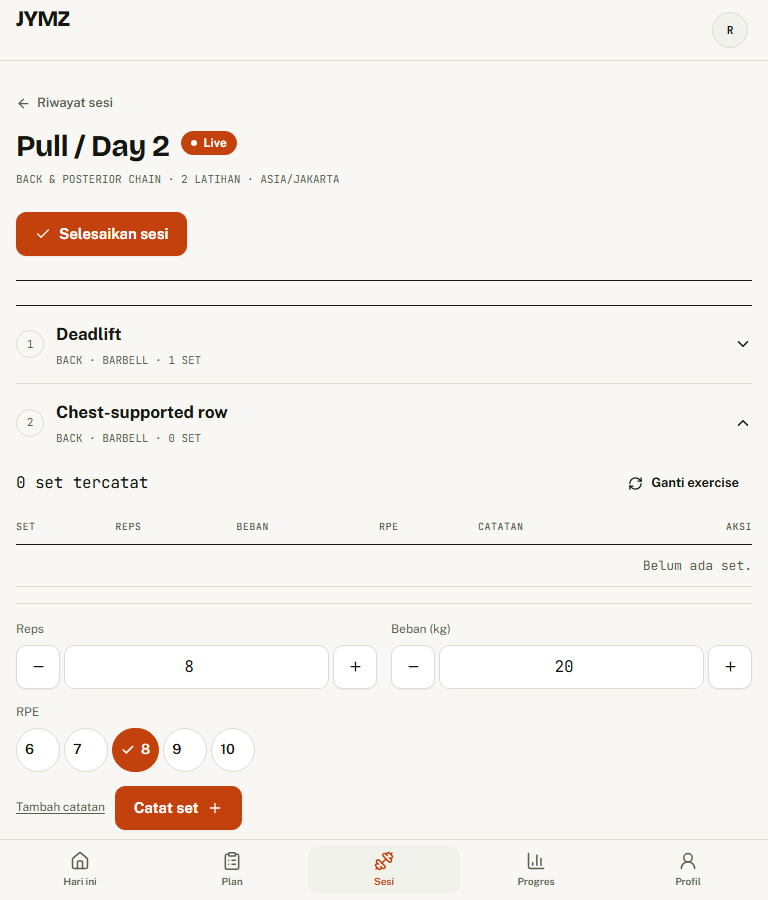 JYMZ
R
Riwayat sesi
Pull / Day 2
Live
BACK & POSTERIOR CHAIN · 2 LATIHAN · ASIA/JAKARTA
Selesaikan sesi
1
Deadlift
BACK · BARBELL · 1 SET
2
Chest-supported row
BACK · BARBELL · 0 SET
0 set tercatat
Ganti exercise
SET REPS BEBAN RPE CATATAN AKSI
Belum ada set.
Reps Beban (kg)
− 8 + − 20 +
RPE
6 7 8 9 10
Tambah catatan Catat set +
Hari ini Plan Sesi Progres Profil